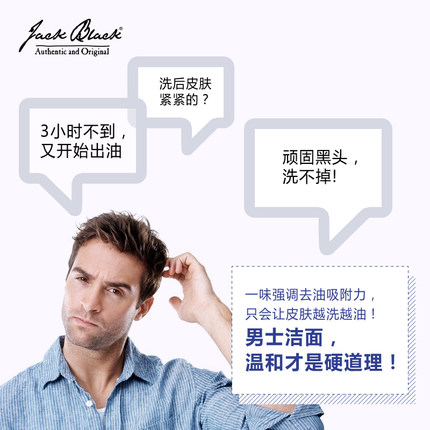 Jack Black®
Authentic and Original
洗后皮肤
紧紧的？
3小时不到，
又开始出油
顽固黑头，
洗不掉!
一味强调去油吸附力，
只会让皮肤越洗越油！
男士洁面，
温和才是硬道理！